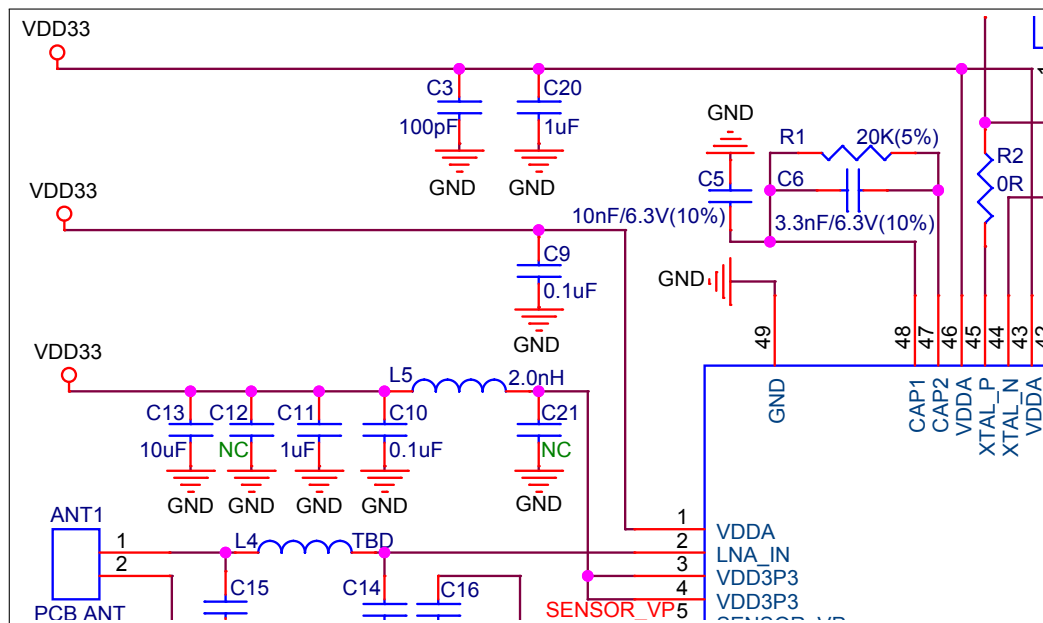 VDD33
C3
C20
100pF
1uF
GND
GND
GND
R1
20K(5%)
R2
0R
C5
C6
10nF/6.3V(10%)
3.3nF/6.3V(10%)
VDD33
C9
0.1uF
GND
GND
49
48
47
46
45
44
43
42
GND
CAP1
CAP2
VDDA
XTAL_P
XTAL_N
VDDA
VDD33
L5
2.0nH
C13
C12
C11
C10
C21
10uF
NC
1uF
0.1uF
NC
GND
GND
GND
GND
GND
ANT1
1
2
PCB ANT
L4
TBD
C15
C14
C16
1
VDDA
2
LNA_IN
3
VDD3P3
4
VDD3P3
SENSOR_VP
5
SENSOR_VP